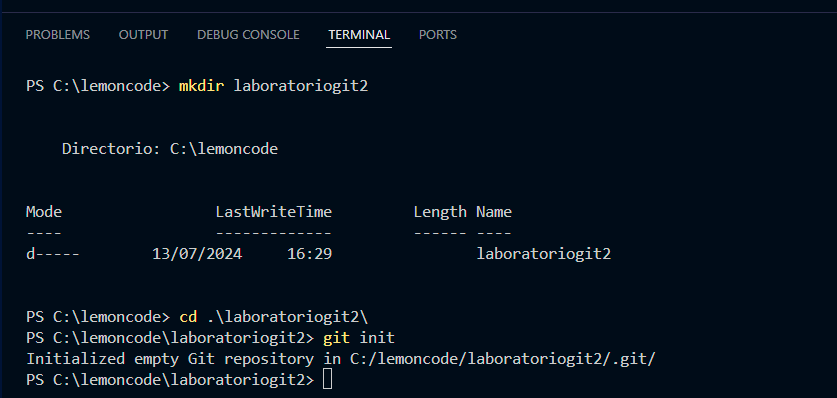 PROBLEMS OUTPUT DEBUG CONSOLE TERMINAL PORTS
PS C:\lemoncode> mkdir laboratoriogit2
Directorio: C:\lemoncode
Mode LastWriteTime Length Name
---- ------------- ------ ----
d----- 13/07/2024 16:29 laboratoriogit2
PS C:\lemoncode> cd .\laboratoriogit2\
PS C:\lemoncode\laboratoriogit2> git init
Initialized empty Git repository in C:/lemoncode/laboratoriogit2/.git/
PS C:\lemoncode\laboratoriogit2>